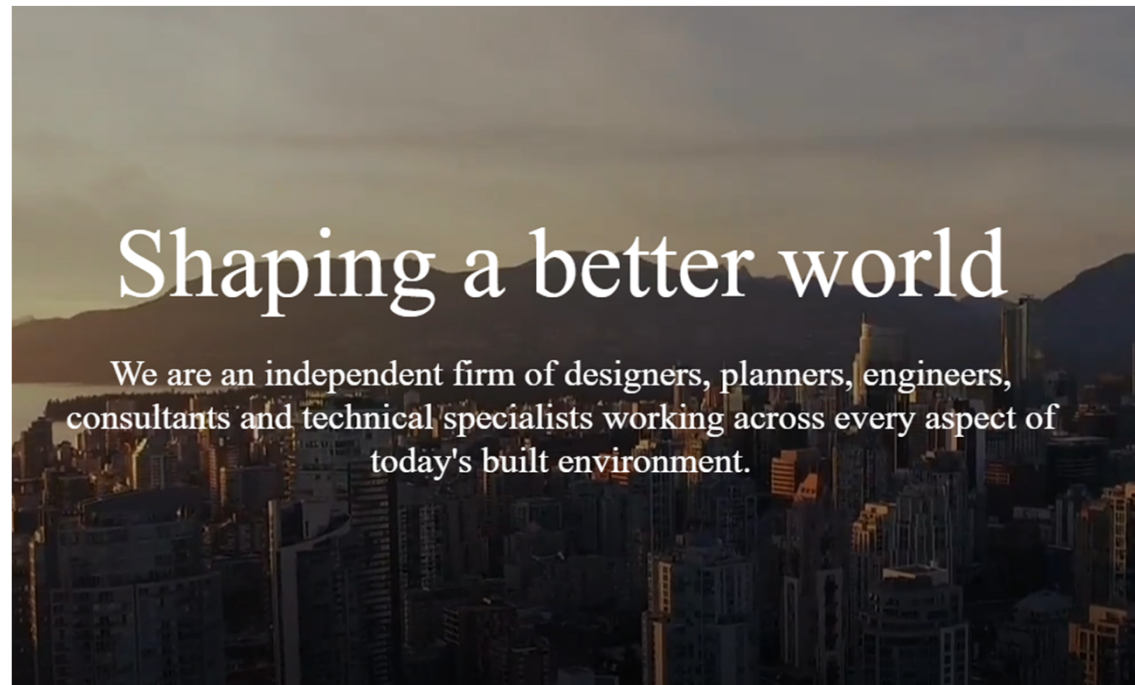 Shaping a better world
We are an independent firm of designers, planners, engineers,
consultants and technical specialists working across every aspect of
today's built environment.